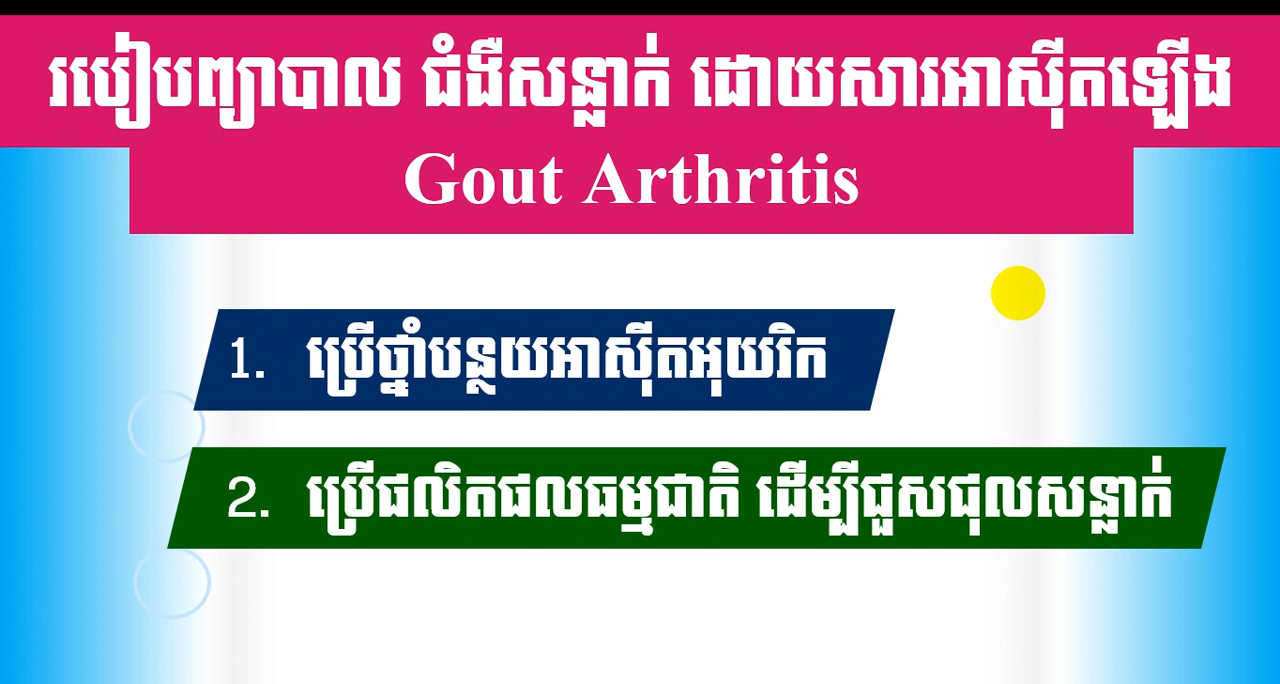 របៀបព្យាបាល ជំងឺសន្លាក់ ដោយសារអាស៊ីតឡើង
Gout Arthritis
1. ប្រើថ្នាំបន្ថយអាស៊ីតអុយរិក
2. ប្រើផលិតផលធម្មជាតិ ដើម្បីជួសជុលសន្លាក់